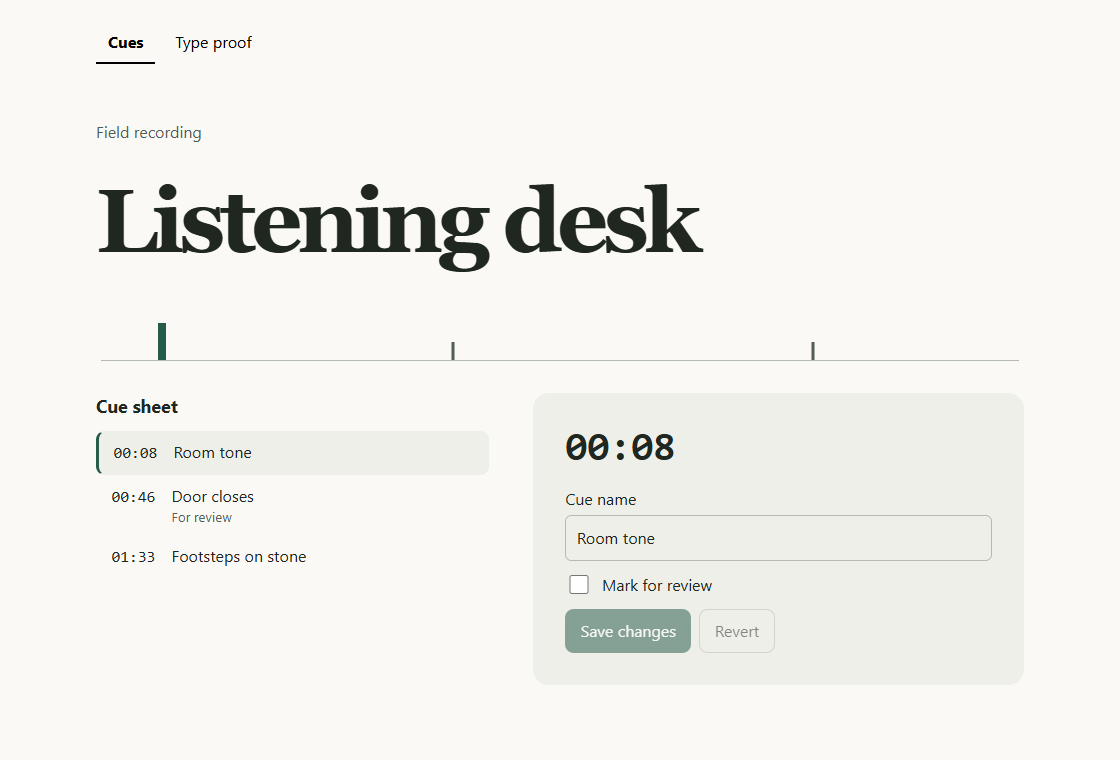 Cues
Type proof
Field recording
Listening desk
Cue sheet
00:08 Room tone
00:46 Door closes
For review
01:33 Footsteps on stone
00:08
Cue name
Room tone
Mark for review
Save changes
Revert